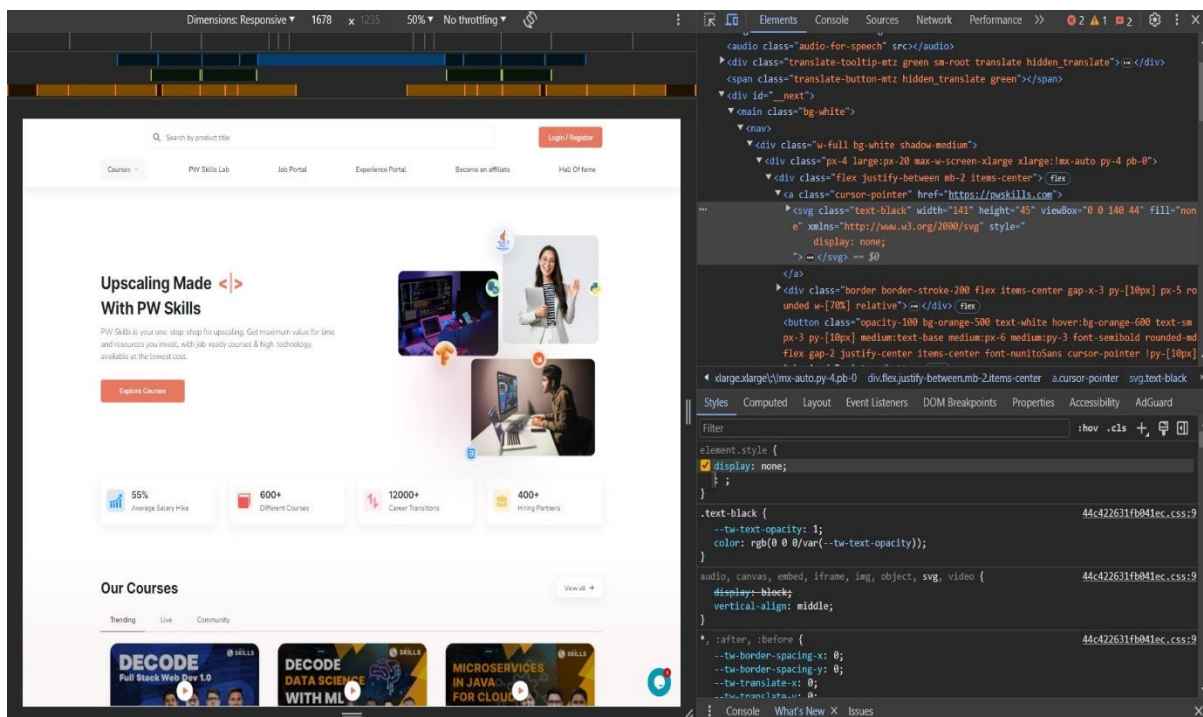 Dimensions: Responsive ▼ 1678 x 1235 50% ▼ No throttling ▼
Elements Console Sources Network Performance >> 2 1 2
<audio class="audio-for-speech" src></audio>
<div class="translate-tooltip-mtz green sm-root translate hidden_translate">…</div>
<span class="translate-button-mtz hidden_translate green"></span>
<div id="__next">
<main class="bg-white">
<nav>
<div class="w-full bg-white shadow-medium">
<div class="px-4 large:px-20 max-w-screen-xlarge xlarge:!mx-auto py-4 pb-0">
<div class="flex justify-between mb-2 items-center"> flex
<a class="cursor-pointer" href="https://pwskills.com">
<svg class="text-black" width="141" height="45" viewBox="0 0 140 44" fill="non
e" xmlns="http://www.w3.org/2000/svg" style="
display: none;
">…</svg> == $0
</a>
<div class="border border-stroke-200 flex items-center gap-x-3 py-[10px] px-5 ro
unded w-[70%] relative">…</div> flex
<button class="opacity-100 bg-orange-500 text-white hover:bg-orange-600 text-sm
px-3 py-[10px] medium:text-base medium:px-6 medium:py-3 font-semibold rounded-md
flex gap-2 justify-center items-center font-nunitoSans cursor-pointer !py-[10px]
xlarge.xlarge\:\!mx-auto.py-4.pb-0 div.flex.justify-between.mb-2.items-center a.cursor-pointer svg.text-black
Styles Computed Layout Event Listeners DOM Breakpoints Properties Accessibility AdGuard
Filter :hov .cls +
element.style {
display: none;
: ;
}
.text-black { 44c422631fb041ec.css:9
--tw-text-opacity: 1;
color: rgb(0 0 0/var(--tw-text-opacity));
}
audio, canvas, embed, iframe, img, object, svg, video { 44c422631fb041ec.css:9
display: block;
vertical-align: middle;
}
*, :after, :before { 44c422631fb041ec.css:9
--tw-border-spacing-x: 0;
--tw-border-spacing-y: 0;
--tw-translate-x: 0;
--tw-translate-y: 0;
Console What's New X Issues
Search by product title Login / Register
Courses PW Skills Lab Job Portal Experience Portal Become an affiliate Hall Of fame
Upscaling Made <|>
With PW Skills
PW Skills is your one-stop-shop for upscaling. Get maximum value for time
and resources you invest, with job-ready courses & high-technology,
available at the lowest cost.
Explore Courses
55% 600+ 12000+ 400+
Average Salary Hike Different Courses Career Transitions Hiring Partners
Our Courses View all →
Trending Live Community
SKILLS SKILLS SKILLS
DECODE
Full Stack Web Dev 1.0
DECODE
DATA SCIENCE
WITH ML
MICROSERVICES
IN JAVA
FOR CLOUD